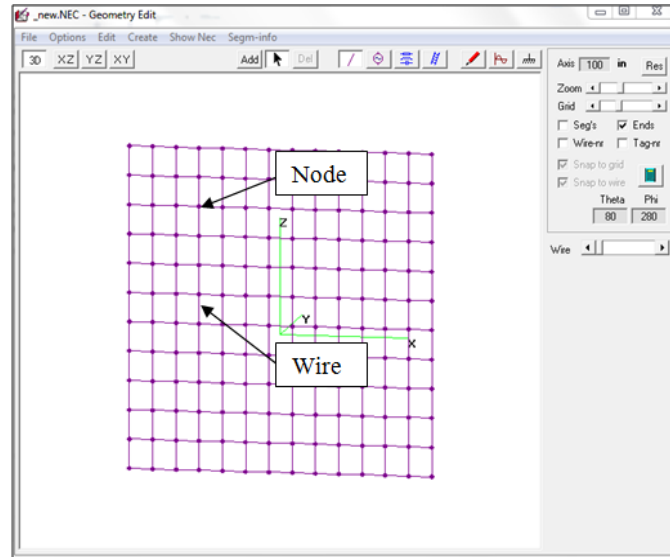 _new.NEC - Geometry Edit
File Options Edit Create Show Nec Segm-info
3D XZ YZ XY Add Del
Axis 100 in Res
Zoom
Grid
Seg's Ends
Wire-nr Tag-nr
Snap to grid
Snap to wire
Theta Phi
80 280
Wire
Node
Z
Y
X
Wire